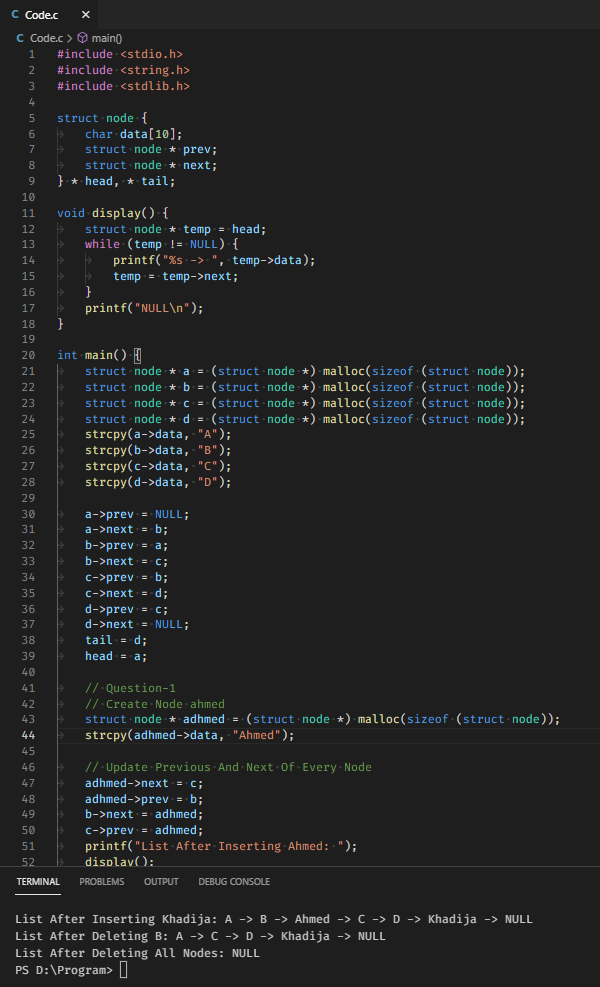 Code.c
Code.c > main()
1 #include <stdio.h>
2 #include <string.h>
3 #include <stdlib.h>
4
5 struct node {
6 char data[10];
7 struct node * prev;
8 struct node * next;
9 } * head, * tail;
10
11 void display() {
12 struct node * temp = head;
13 while (temp != NULL) {
14 printf("%s -> ", temp->data);
15 temp = temp->next;
16 }
17 printf("NULL\n");
18 }
19
20 int main() {
21 struct node * a = (struct node *) malloc(sizeof (struct node));
22 struct node * b = (struct node *) malloc(sizeof (struct node));
23 struct node * c = (struct node *) malloc(sizeof (struct node));
24 struct node * d = (struct node *) malloc(sizeof (struct node));
25 strcpy(a->data, "A");
26 strcpy(b->data, "B");
27 strcpy(c->data, "C");
28 strcpy(d->data, "D");
29
30 a->prev = NULL;
31 a->next = b;
32 b->prev = a;
33 b->next = c;
34 c->prev = b;
35 c->next = d;
36 d->prev = c;
37 d->next = NULL;
38 tail = d;
39 head = a;
40
41 // Question-1
42 // Create Node ahmed
43 struct node * adhmed = (struct node *) malloc(sizeof (struct node));
44 strcpy(adhmed->data, "Ahmed");
45
46 // Update Previous And Next Of Every Node
47 adhmed->next = c;
48 adhmed->prev = b;
49 b->next = adhmed;
50 c->prev = adhmed;
51 printf("List After Inserting Ahmed: ");
52 display();
TERMINAL PROBLEMS OUTPUT DEBUG CONSOLE
List After Inserting Khadija: A -> B -> Ahmed -> C -> D -> Khadija -> NULL
List After Deleting B: A -> C -> D -> Khadija -> NULL
List After Deleting All Nodes: NULL
PS D:\Program>